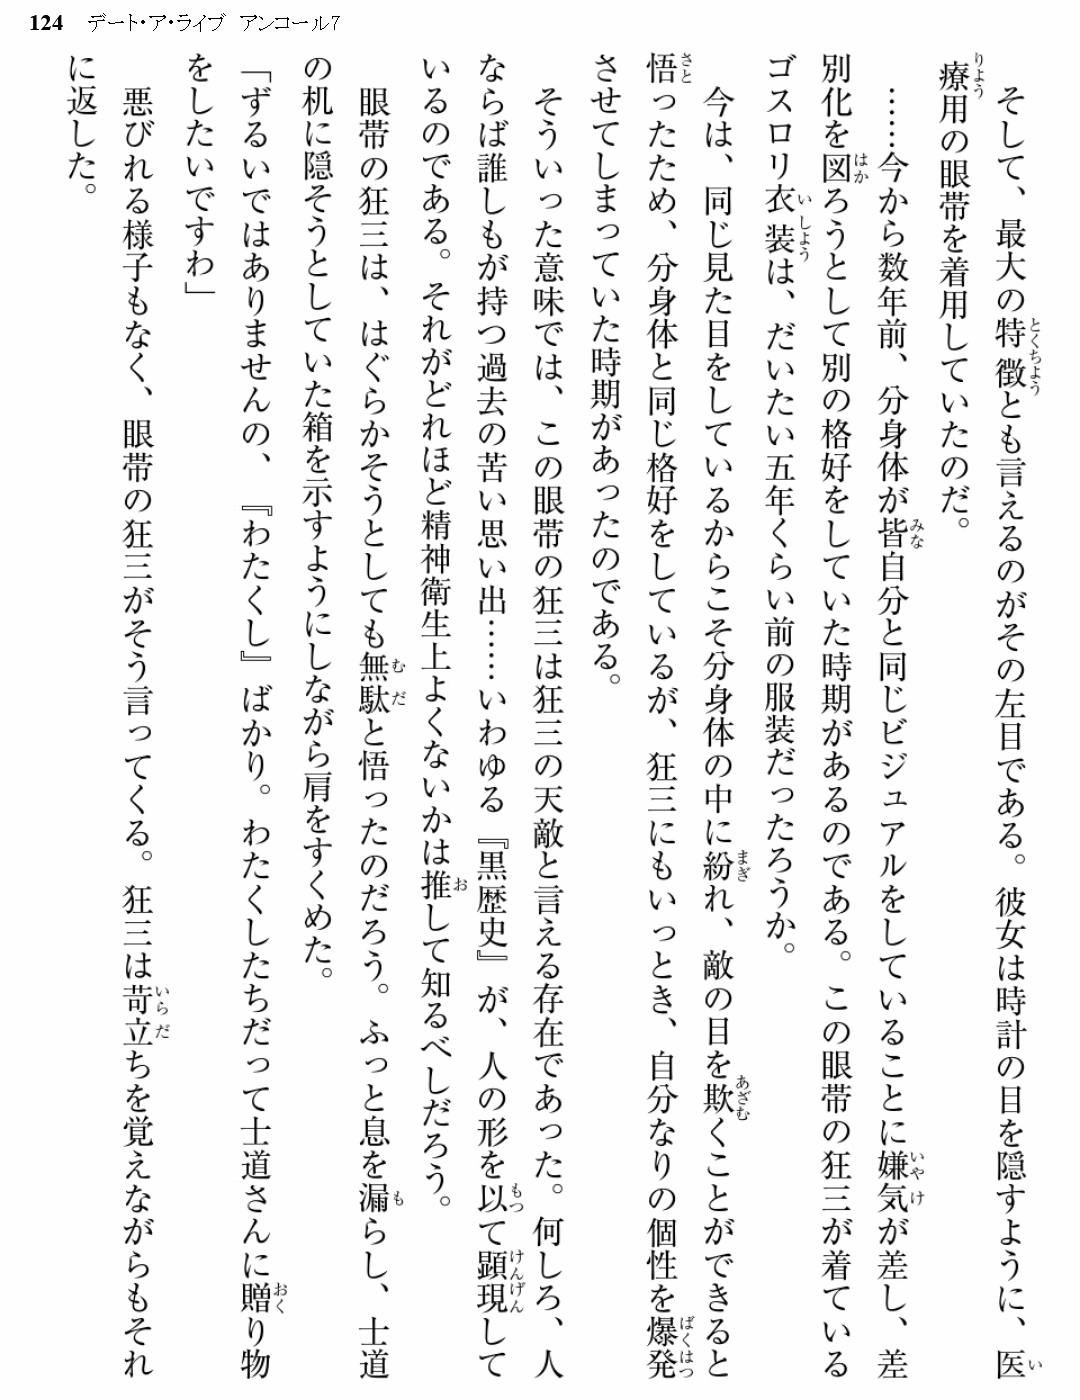 124 デート・ア・ライブ アンコール7
そして、最大の特徴とも言えるのがその左目である。彼女は時計の目を隠すように、医
療用の眼帯を着用していたのだ。
……今から数年前、分身体が皆自分と同じビジュアルをしていることに嫌気が差し、差
別化を図ろうとして別の格好をしていた時期があるのである。この眼帯の狂三が着ている
ゴスロリ衣装は、だいたい五年くらい前の服装だったろうか。
今は、同じ見た目をしているからこそ分身体の中に紛れ、敵の目を欺くことができると
悟ったため、分身体と同じ格好をしているが、狂三にもいっとき、自分なりの個性を爆発
させてしまっていた時期があったのである。
そういった意味では、この眼帯の狂三は狂三の天敵と言える存在であった。何しろ、人
ならば誰しもが持つ過去の苦い思い出……いわゆる『黒歴史』が、人の形を以て顕現して
いるのである。それがどれほど精神衛生上よくないかは推して知るべしだろう。
眼帯の狂三は、はぐらかそうとしても無駄と悟ったのだろう。ふっと息を漏らし、士道
の机に隠そうとしていた箱を示すようにしながら肩をすくめた。
「ずるいではありませんの、『わたくし』ばかり。わたくしたちだって士道さんに贈り物
をしたいですわ」
悪びれる様子もなく、眼帯の狂三がそう言ってくる。狂三は苛立ちを覚えながらもそれ
に返した。